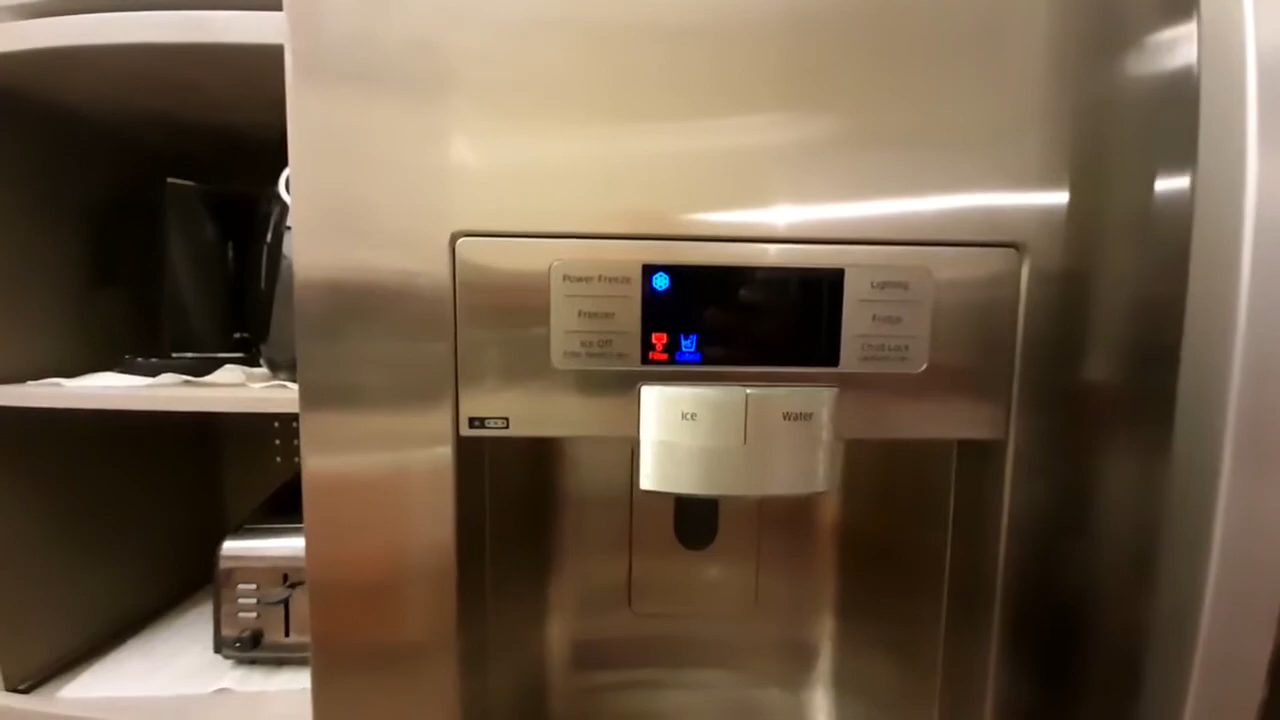 Power Freeze
Freezer
Ice Off
Filter
Cubed
Lighting
Fridge
Child Lock
Ice
Water